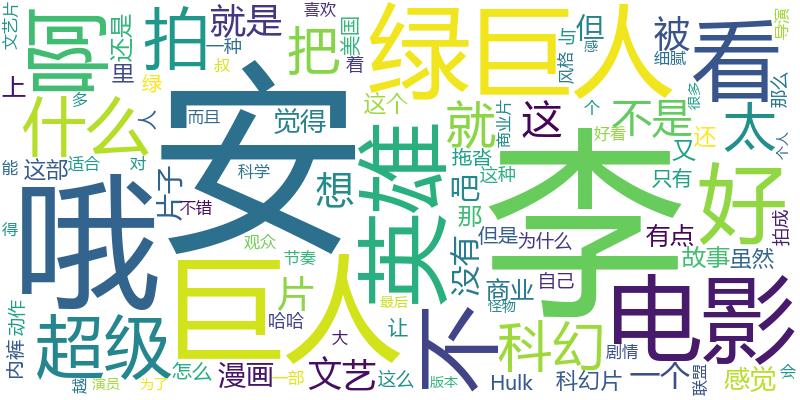 文艺片
还是
就是
喜欢
美国
绿巨人
但
与
被
看
导演
啊
拍
一种
把
着
感
风格
细腻
那么
上
里
绿
叔
很多
多
什么
人
而且
觉得
这个
就
商业片
这
个
不是
太
能
这部
适合
对
安
英雄
拖沓
好看
还
又
个人
科学
想
李
这种
只有
好
片子
不错
吧
那
哦
得
观众
没有
但是
为什么
有点
拍成
节奏
故事
虽然
巨人
片
商业
自己
电影
超级
哈哈
最后
怪物
不
让
大
科幻
内裤
动作
剧情
怎么
漫画
一部
文艺
这么
Hulk
科幻片
一个
联盟
感觉
会
越
演员
为了
版本